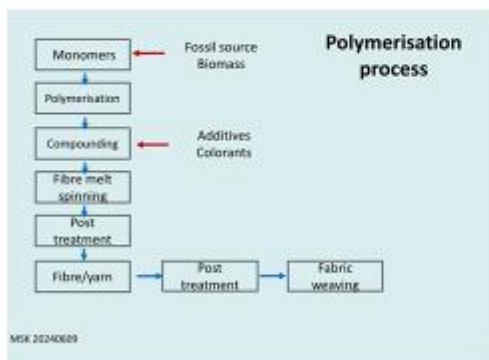 Polymerisation
process
Monomers
Fossil source
Biomass
Polymerisation
Compounding
Additives
Colorants
Fibre melt
spinning
Post
treatment
Fibre/yarn
Post
treatment
Fabric
weaving
MSK 20240609